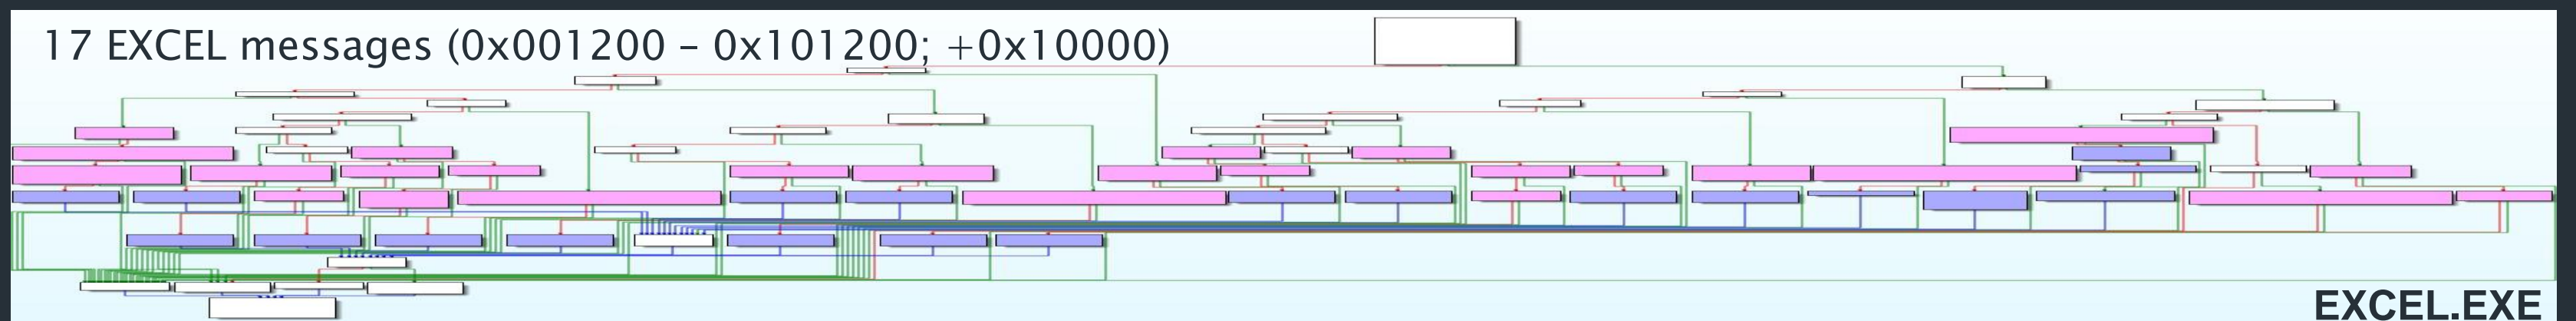 17 EXCEL messages (0x001200 – 0x101200; +0x10000)
EXCEL.EXE